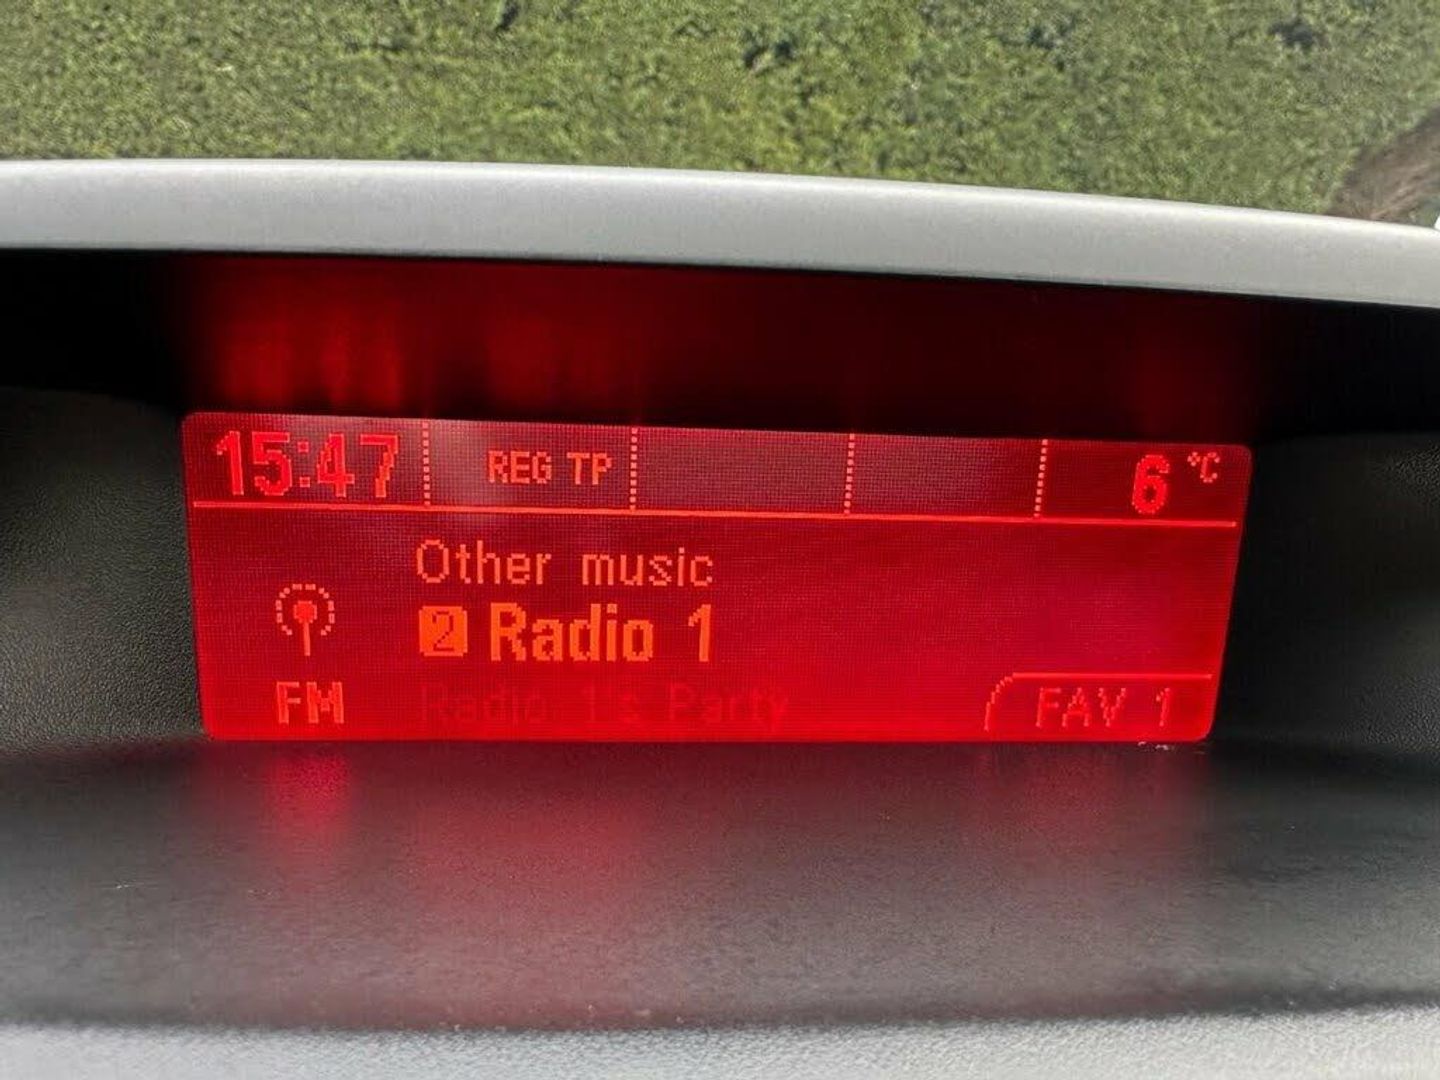 15:47 REG TP 6 °C
Other music
2 Radio 1
FM Radio 1's Party FAV 1